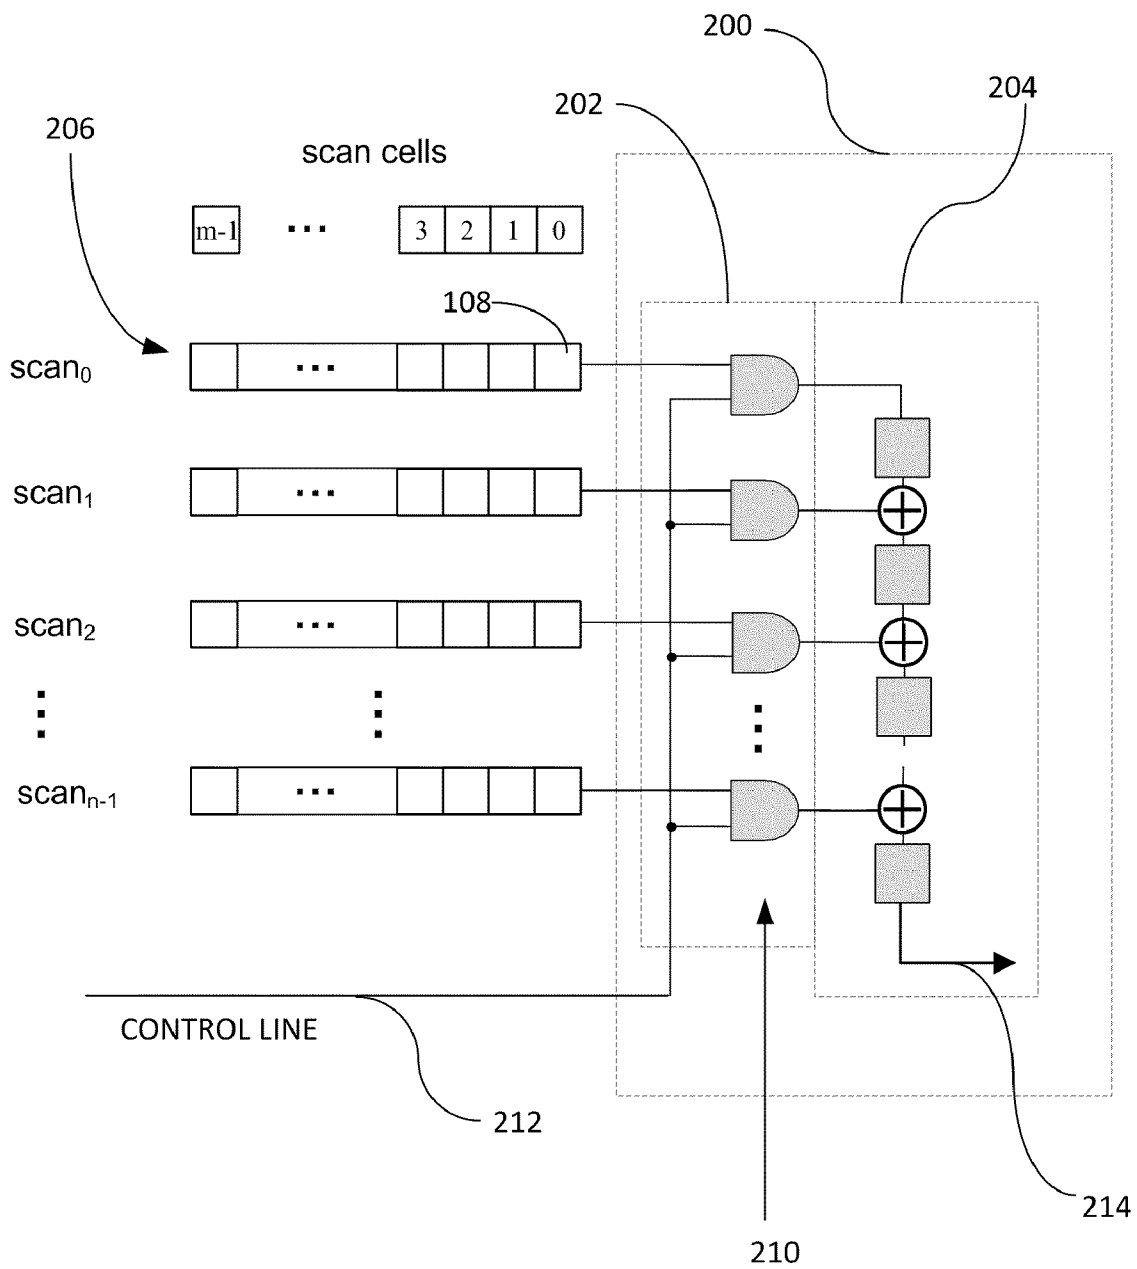 200
202
204
206
scan cells
m-1 ... 3 2 1 0
108
scan₀
...
scan₁
...
scan₂
...
scanₙ₋₁
...
CONTROL LINE
212
214
210